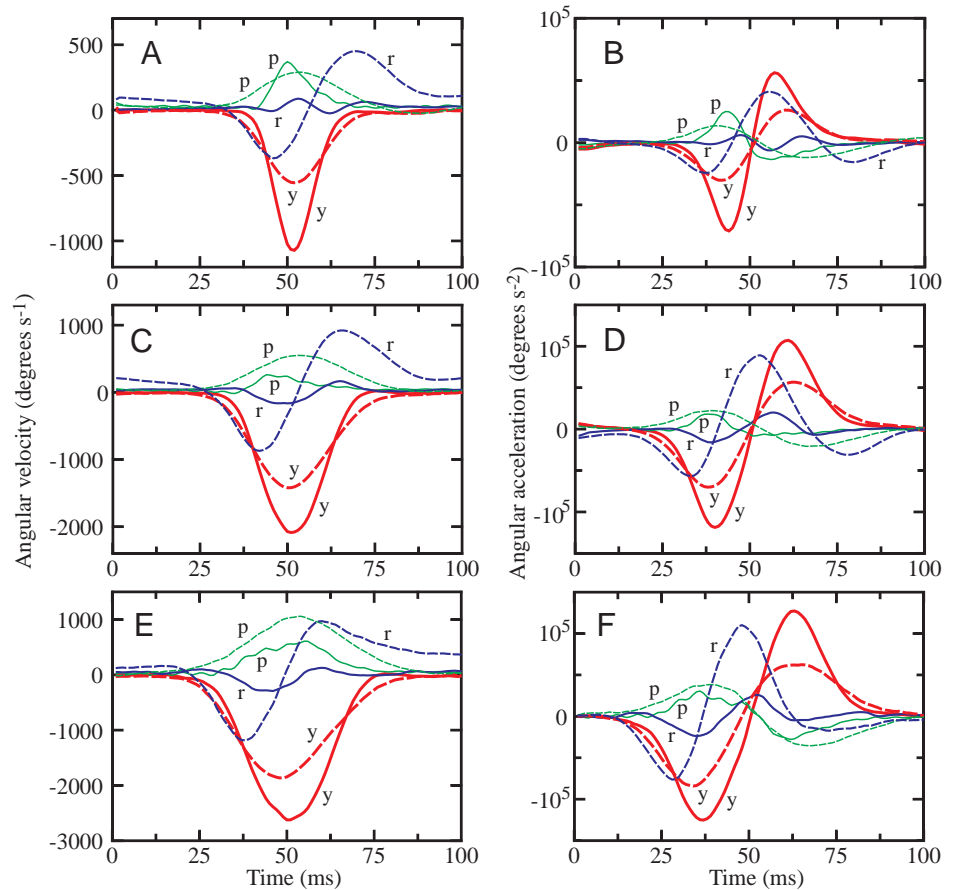 A
500
0
-500
-1000
p
p
r
r
y
y
0 25 50 75 100
B
10⁵
0
-10⁵
p
p
r
r
y
y
0 25 50 75 100
C
1000
0
-1000
-2000
p
p
r
r
y
y
0 25 50 75 100
D
10⁵
0
-10⁵
p
p
r
r
y
y
0 25 50 75 100
E
1000
0
-1000
-2000
-3000
p
p
r
r
y
y
0 25 50 75 100
F
10⁵
0
-10⁵
p
p
r
r
y
y
0 25 50 75 100
Angular velocity (degrees s⁻¹)
Angular acceleration (degrees s⁻²)
Time (ms)
Time (ms)